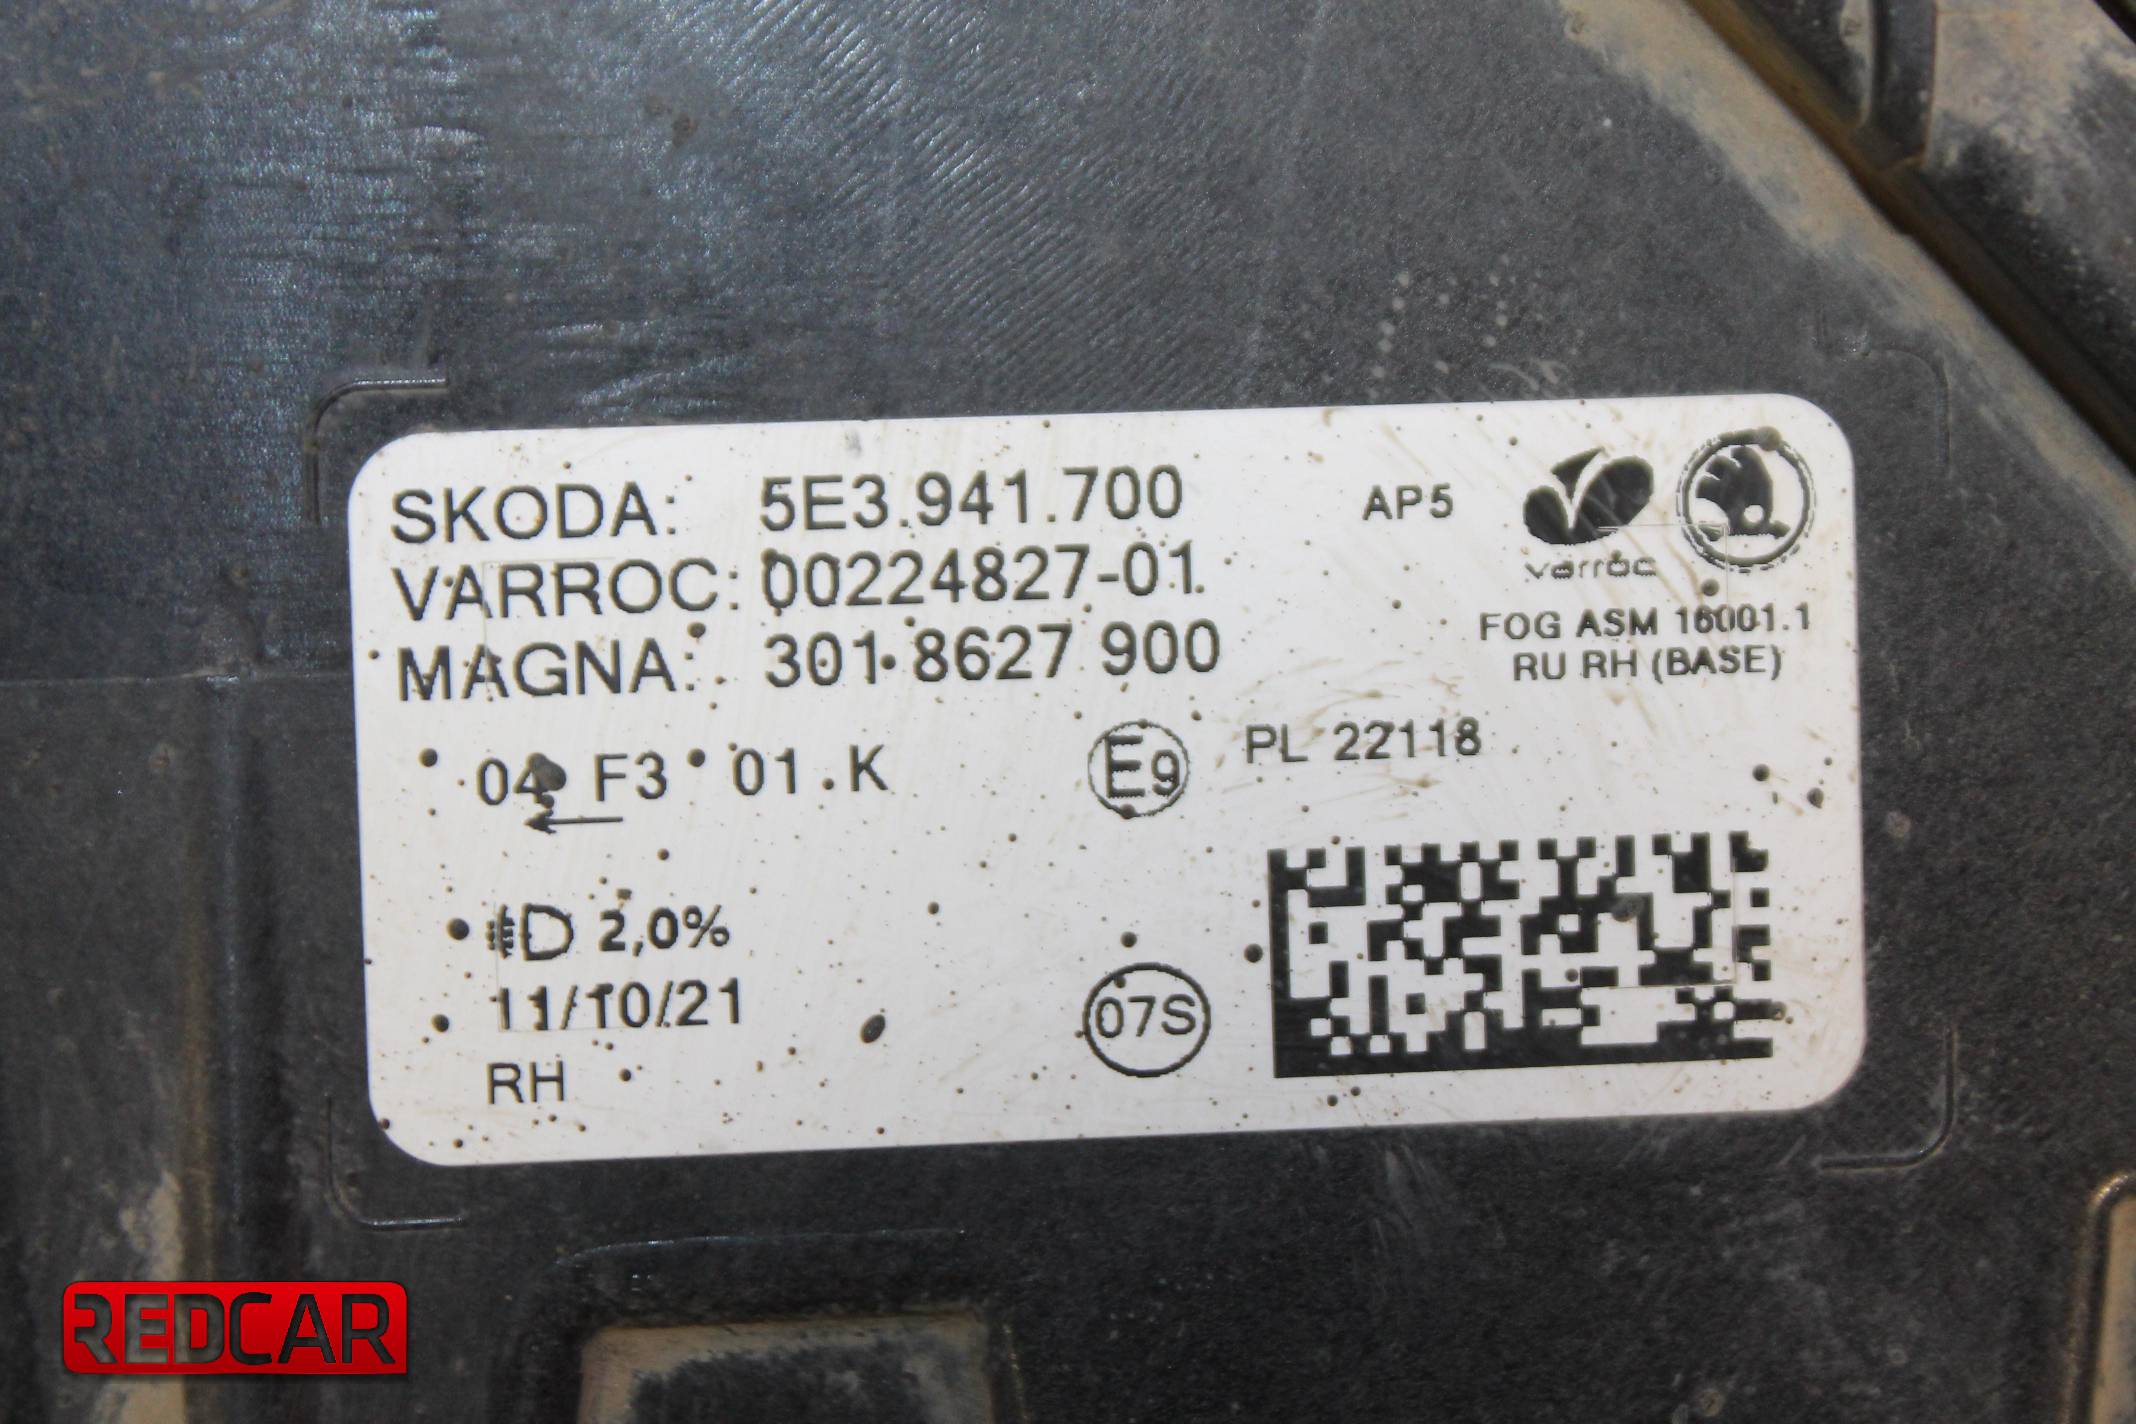 SKODA: 5E3.941.700 AP5
VARROC: 00224827-01
MAGNA: 301 8627 900
varroc
FOG ASM 16001.1
RU RH (BASE)
04 F3 01 K E9 PL 22118
2,0%
11/10/21
07S
RH
REDCAR